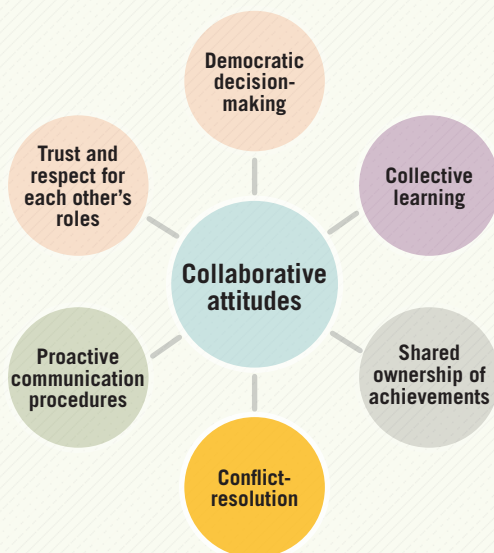 Democratic
decision-
making
Trust and
respect for
each other's
roles
Collective
learning
Collaborative
attitudes
Proactive
communication
procedures
Shared
ownership of
achievements
Conflict-
resolution